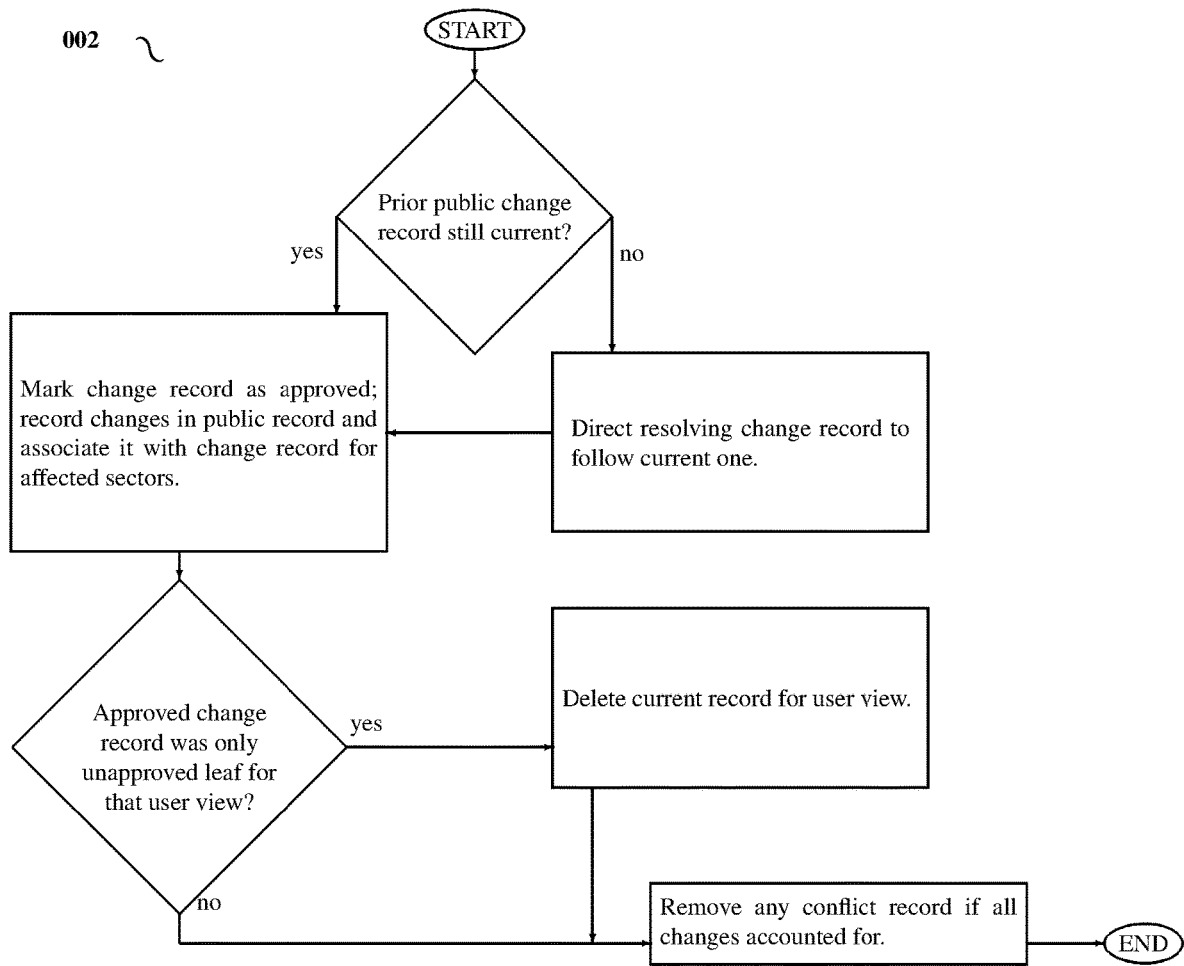 002
START
Prior public change
record still current?
yes
no
Mark change record as approved;
record changes in public record and
associate it with change record for
affected sectors.
Direct resolving change record to
follow current one.
Approved change
record was only
unapproved leaf for
that user view?
yes
Delete current record for user view.
no
Remove any conflict record if all
changes accounted for.
END